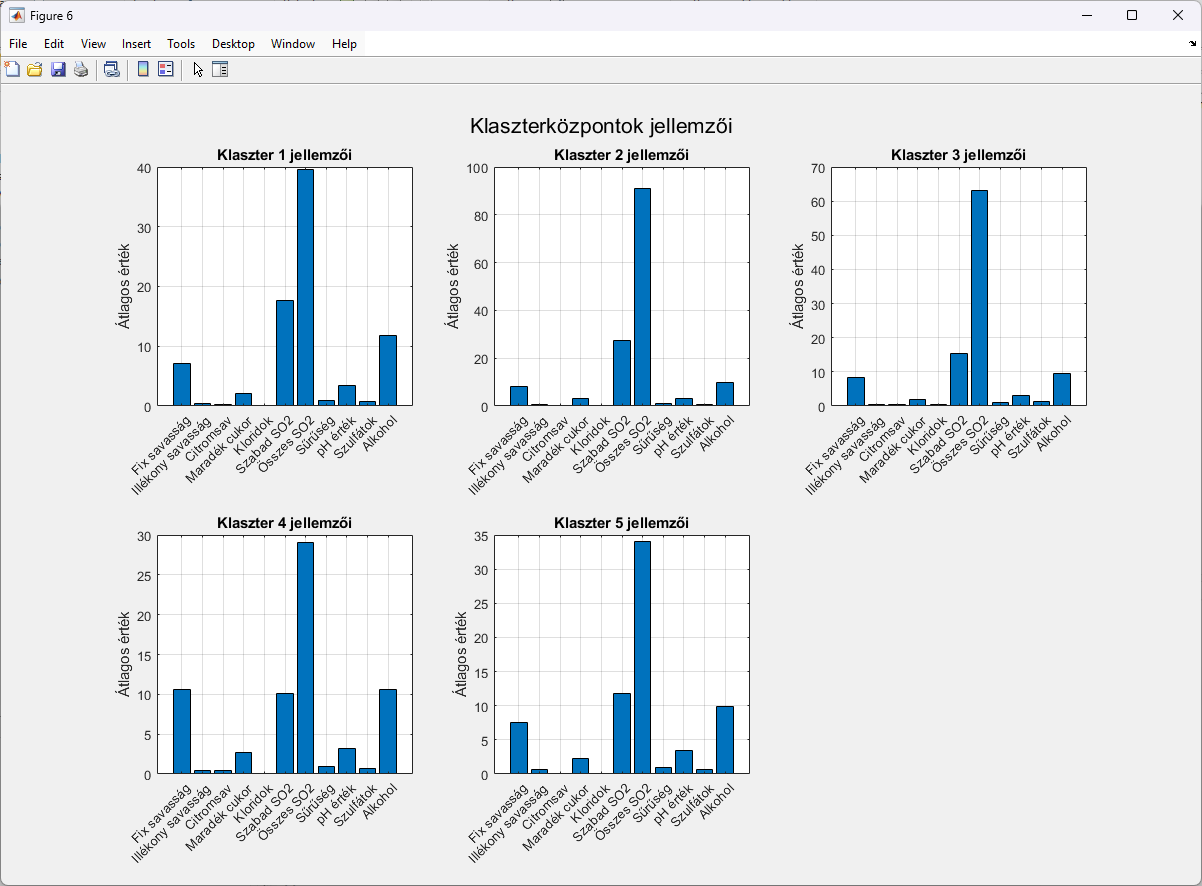 Figure 6
File Edit View Insert Tools Desktop Window Help
Klaszterközpontok jellemzői
Klaszter 1 jellemzői
40
30
20
10
0
Átlagos érték
Fix savasság
Illékony savasság
Citromsav
Maradék cukor
Kloridok
Szabad SO2
Összes SO2
Sűrűség
pH érték
Szulfátok
Alkohol
Klaszter 2 jellemzői
100
80
60
40
20
0
Átlagos érték
Fix savasság
Illékony savasság
Citromsav
Maradék cukor
Kloridok
Szabad SO2
Összes SO2
Sűrűség
pH érték
Szulfátok
Alkohol
Klaszter 3 jellemzői
70
60
50
40
30
20
10
0
Átlagos érték
Fix savasság
Illékony savasság
Citromsav
Maradék cukor
Kloridok
Szabad SO2
Összes SO2
Sűrűség
pH érték
Szulfátok
Alkohol
Klaszter 4 jellemzői
30
25
20
15
10
5
0
Átlagos érték
Fix savasság
Illékony savasság
Citromsav
Maradék cukor
Kloridok
Szabad SO2
Összes SO2
Sűrűség
pH érték
Szulfátok
Alkohol
Klaszter 5 jellemzői
35
30
25
20
15
10
5
0
Átlagos érték
Fix savasság
Illékony savasság
Citromsav
Maradék cukor
Kloridok
Szabad SO2
Összes SO2
Sűrűség
pH érték
Szulfátok
Alkohol